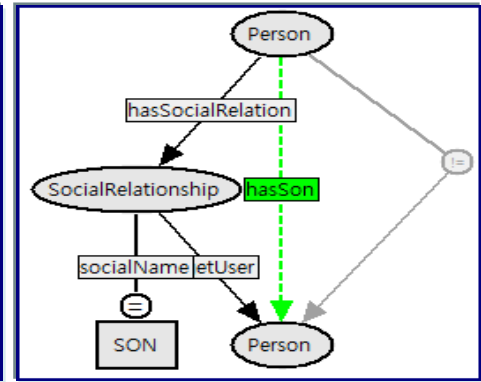 Person
hasSocialRelation
!=
SocialRelationship
hasSon
socialName
etUser
=
SON
Person